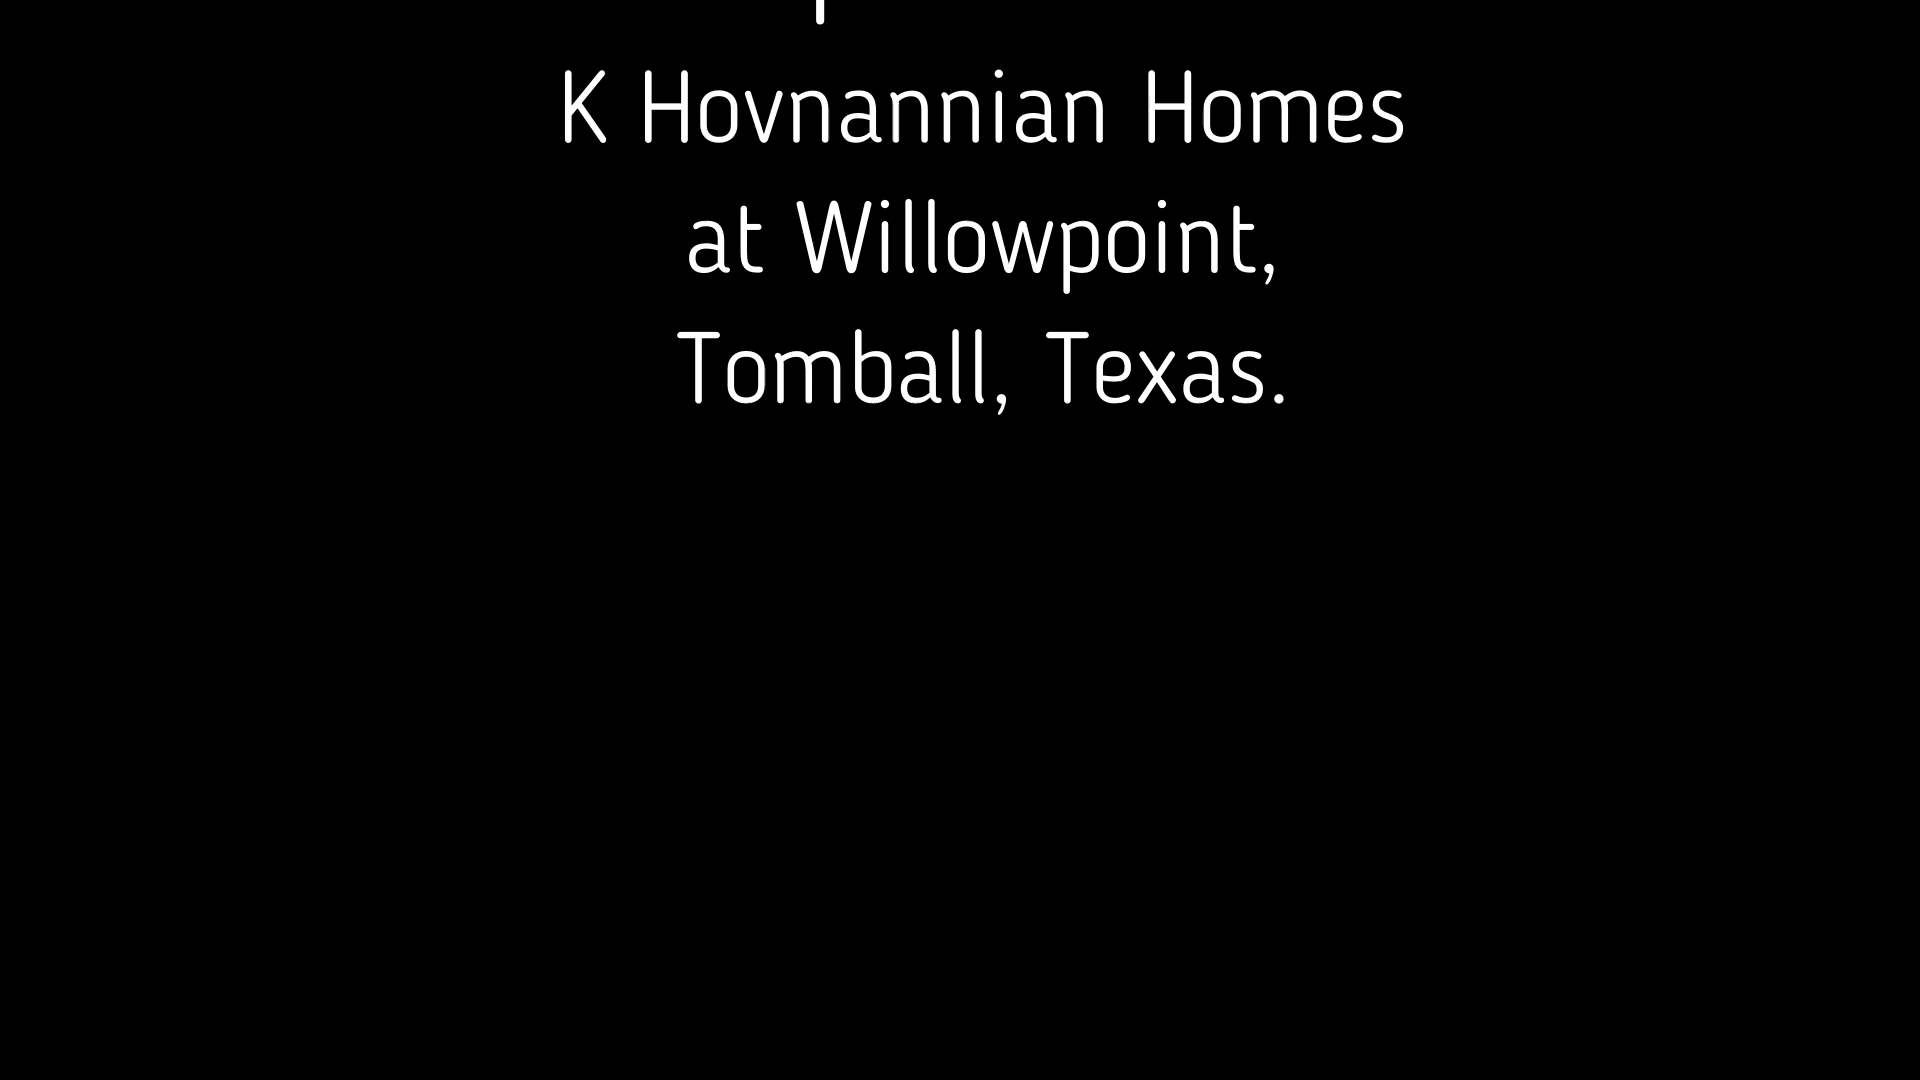 K Hovnannian Homes
at Willowpoint,
Tomball, Texas.